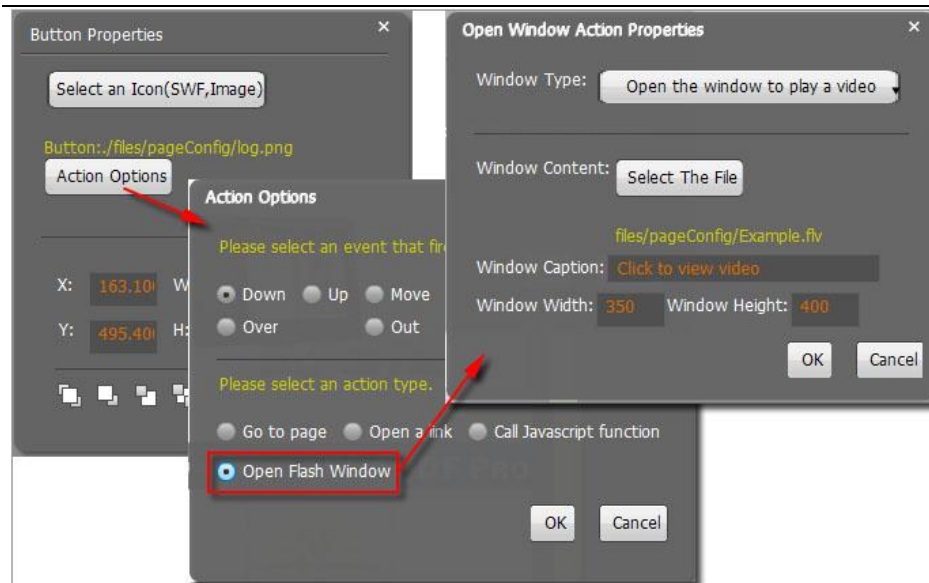 Button Properties
Select an Icon(SWF,Image)
Button:./files/pageConfig/log.png
Action Options
X: 163.10
Y: 495.40
H:
Action Options
Please select an event that
Down Up Move
Over Out
Please select an action type.
Go to page Open a link Call Javascript function
Open Flash Window
OK Cancel
Open Window Action Properties
Window Type: Open the window to play a video
Window Content: Select The File
files/pageConfig/Example.flv
Window Caption: Click to view video
Window Width: 350 Window Height: 400
OK Cancel